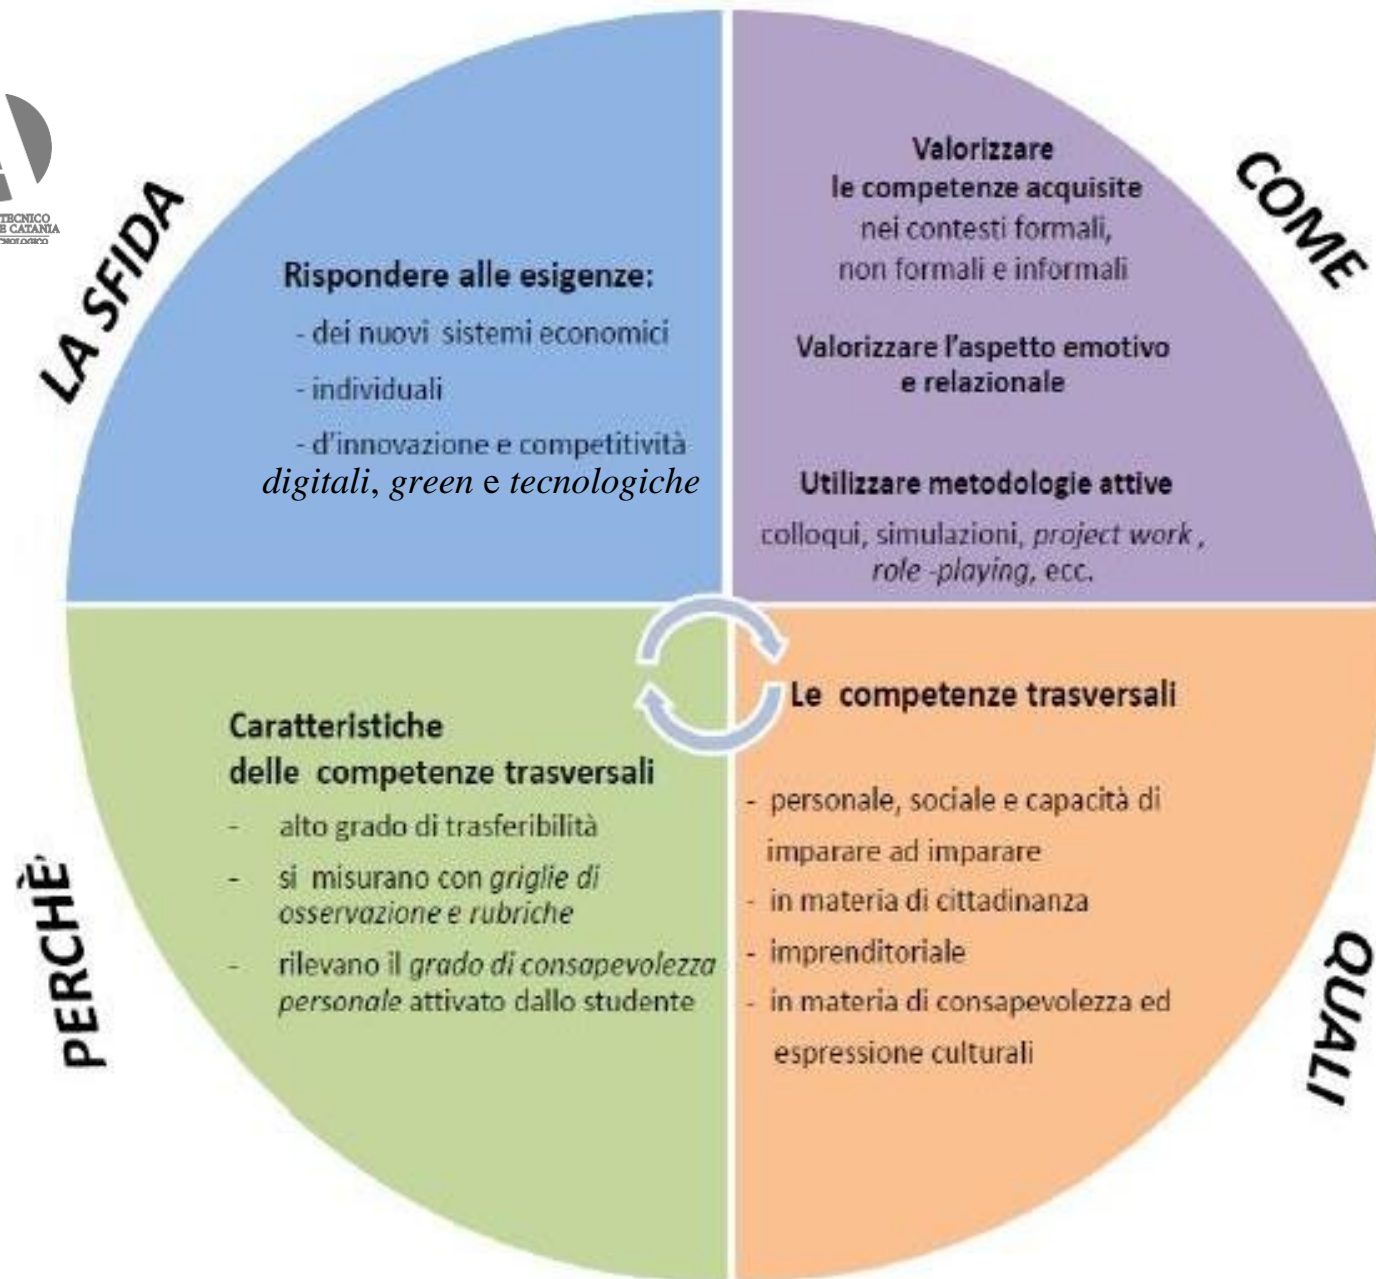 TECNICO
E CATANIA
LA SFIDA
Rispondere alle esigenze:
- dei nuovi sistemi economici
- individuali
- d'innovazione e competitività
digitali, green e tecnologiche
COME
Valorizzare
le competenze acquisite
nei contesti formali,
non formali e informali
Valorizzare l'aspetto emotivo
e relazionale
Utilizzare metodologie attive
colloqui, simulazioni, project work ,
role -playing, ecc.
PERCHÈ
Caratteristiche
delle competenze trasversali
- alto grado di trasferibilità
- si misurano con griglie di
osservazione e rubriche
- rilevano il grado di consapevolezza
personale attivato dallo studente
QUALI
Le competenze trasversali
- personale, sociale e capacità di
imparare ad imparare
- in materia di cittadinanza
- imprenditoriale
- in materia di consapevolezza ed
espressione culturali